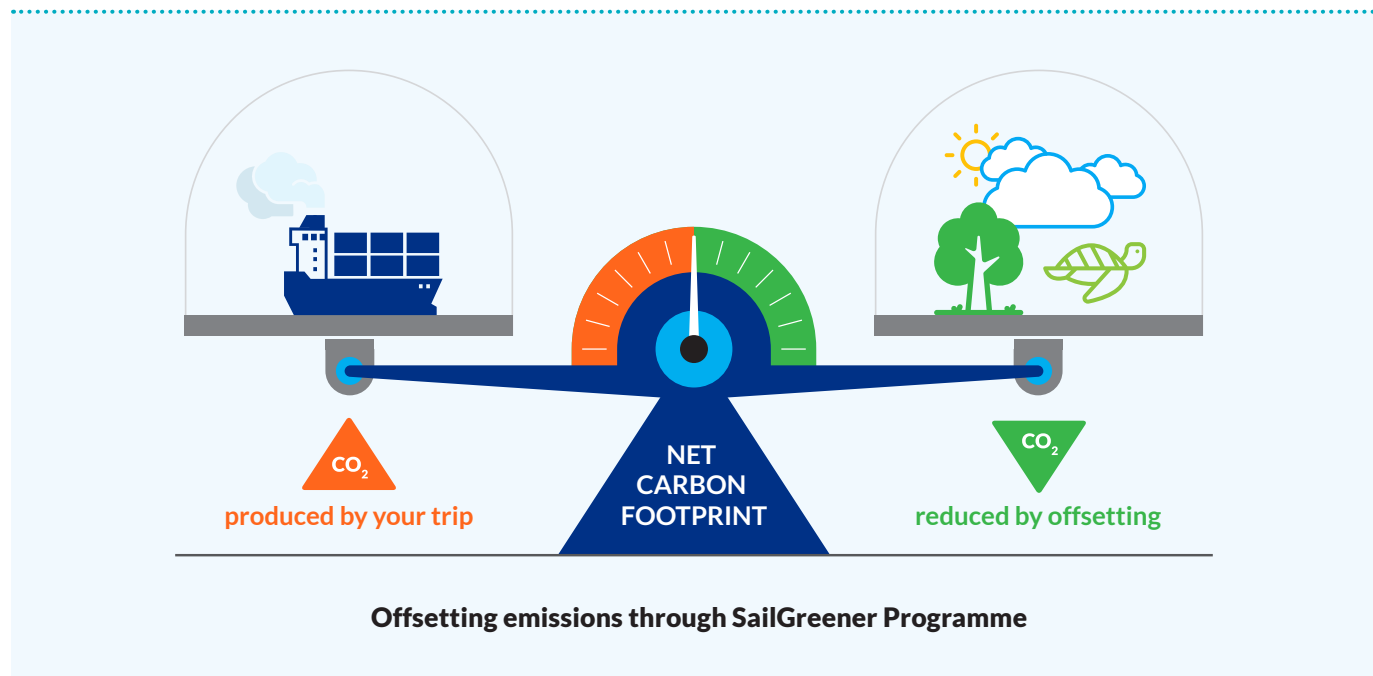 CO₂
produced by your trip
NET
CARBON
FOOTPRINT
CO₂
reduced by offsetting
Offsetting emissions through SailGreener Programme